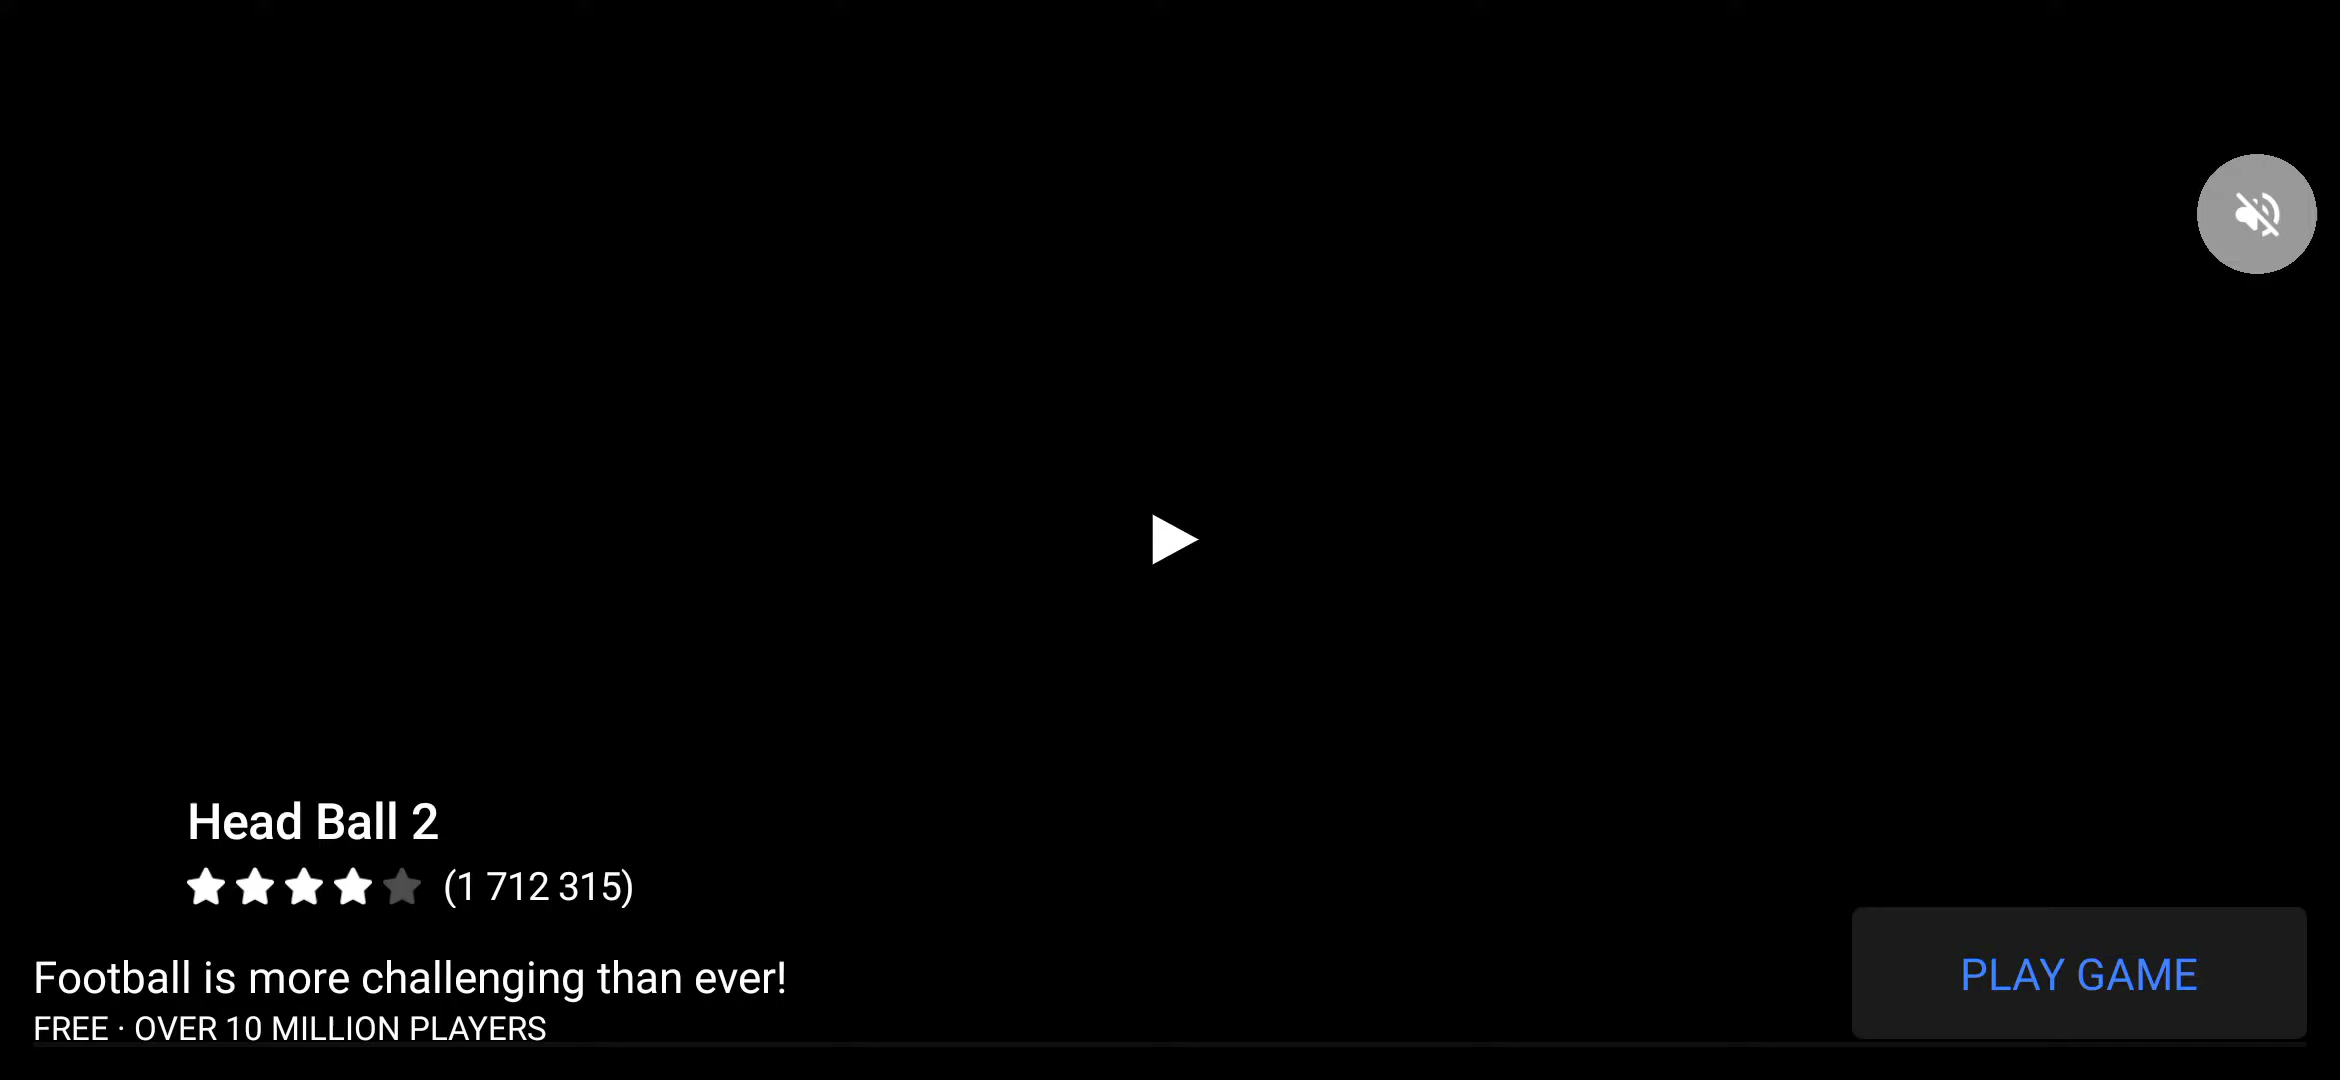 Head Ball 2
(1 712 315)
Football is more challenging than ever!
FREE · OVER 10 MILLION PLAYERS
PLAY GAME